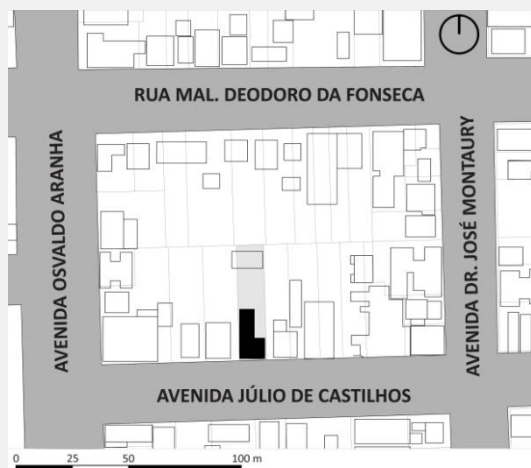 RUA MAL. DEODORO DA FONSECA
AVENIDA OSVALDO ARANHA
AVENIDA DR. JOSÉ MONTAURY
AVENIDA JÚLIO DE CASTILHOS
0 25 50 100 m